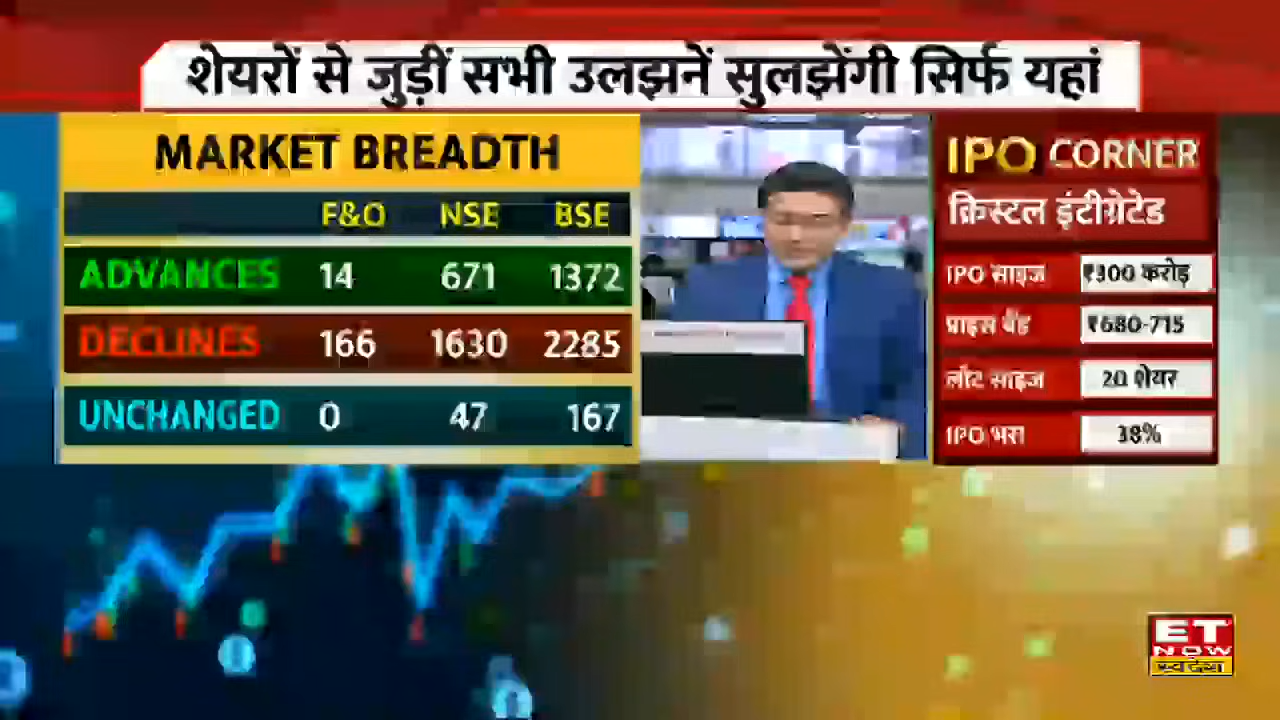 शेयरों से जुड़ीं सभी उलझनें सुलझेंगी सिर्फ यहां
MARKET BREADTH
F&O NSE BSE
ADVANCES 14 671 1372
DECLINES 166 1630 2285
UNCHANGED 0 47 167
IPO CORNER
क्रिस्टल इंटीग्रेटेड
IPO साइज ₹300 करोड़
प्राइस बैंड ₹680-715
लॉट साइज 20 शेयर
IPO भरा 38%
ET
NOW
स्वदेश